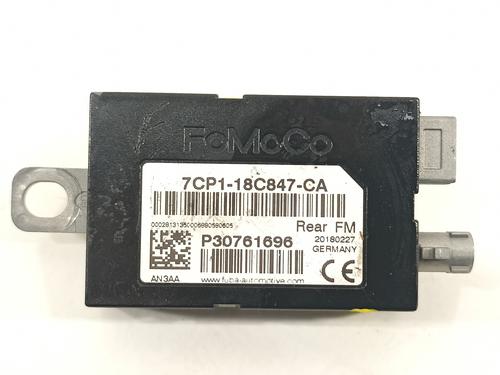 FoMoCo
7CP1-18C847-CA
Rear FM
P30761696
20180227
GERMANY
AN3AA
www.fuba-automotive.com
CE